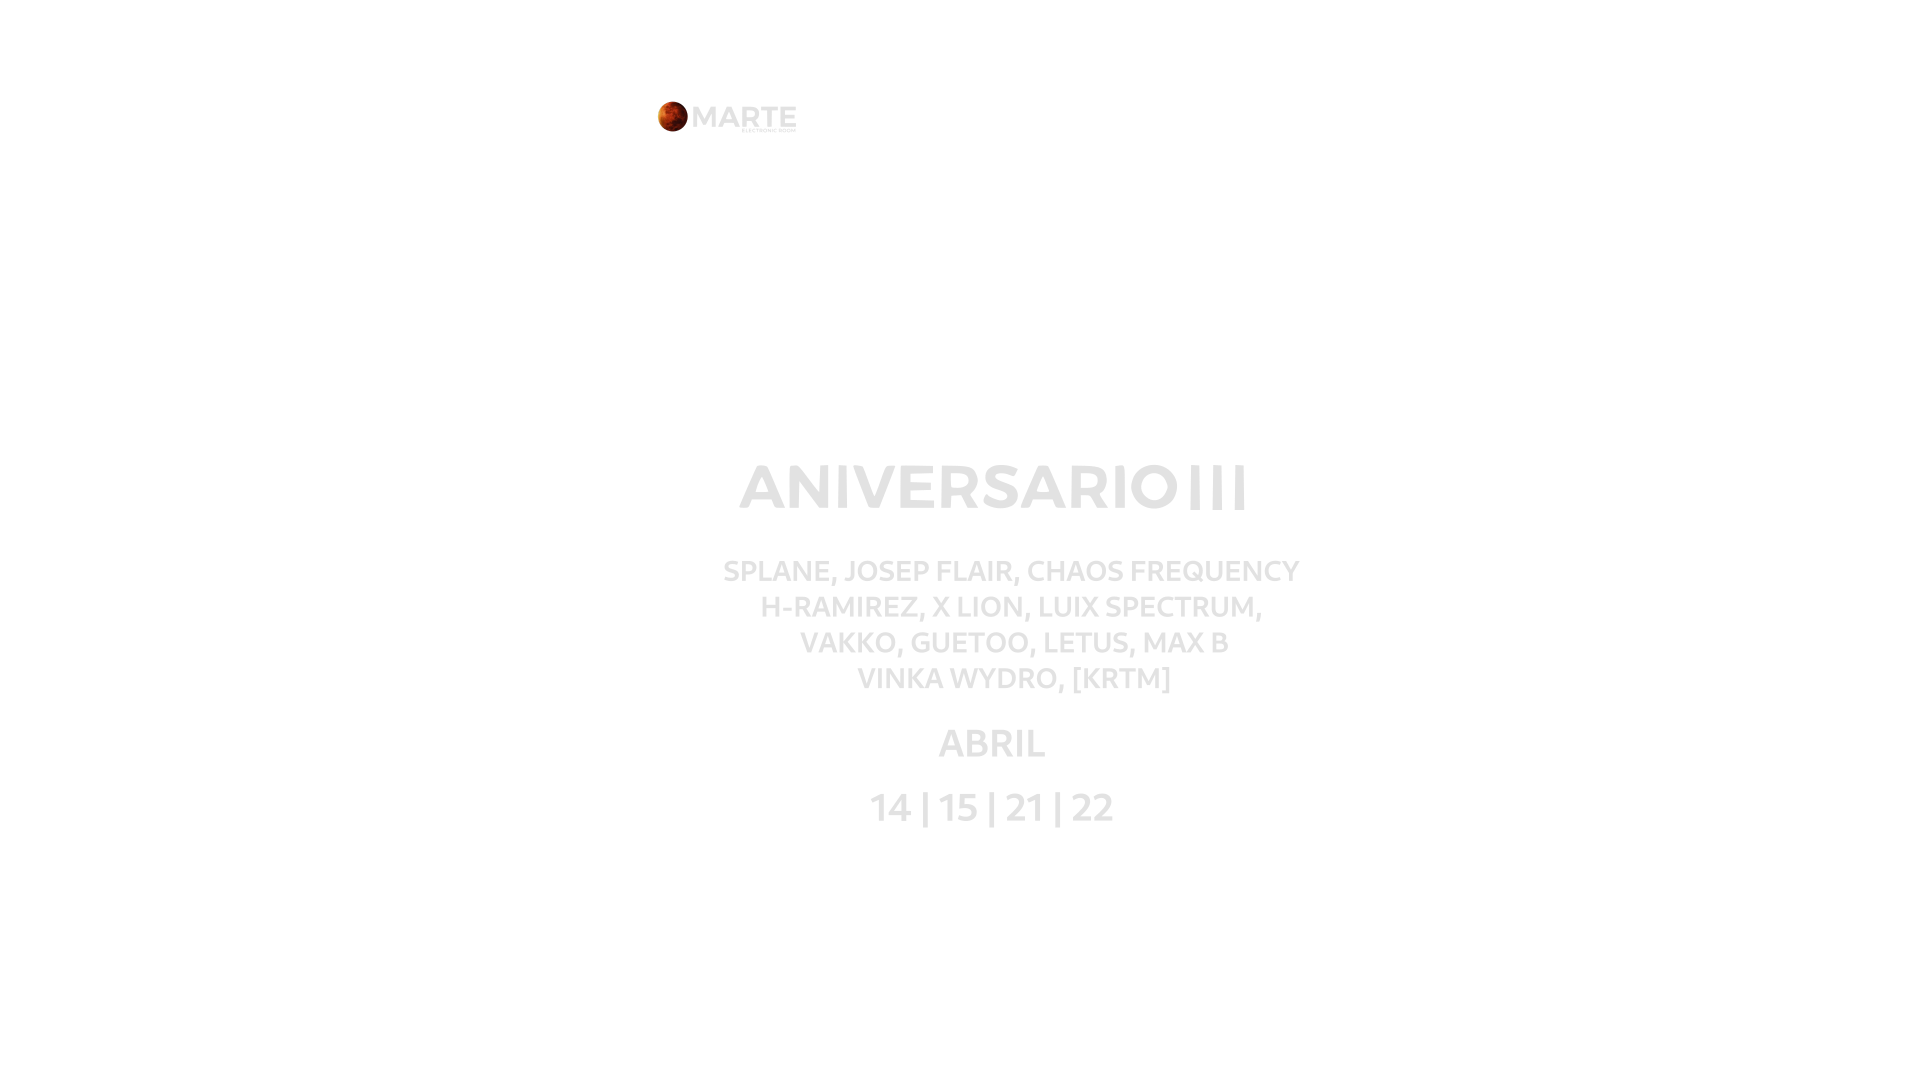 MARTE
ELECTRONIC ROOM
ANIVERSARIO III
SPLANE, JOSEP FLAIR, CHAOS FREQUENCY
H-RAMIREZ, X LION, LUIX SPECTRUM,
VAKKO, GUETOO, LETUS, MAX B
VINKA WYDRO, [KRTM]
ABRIL
14 | 15 | 21 | 22